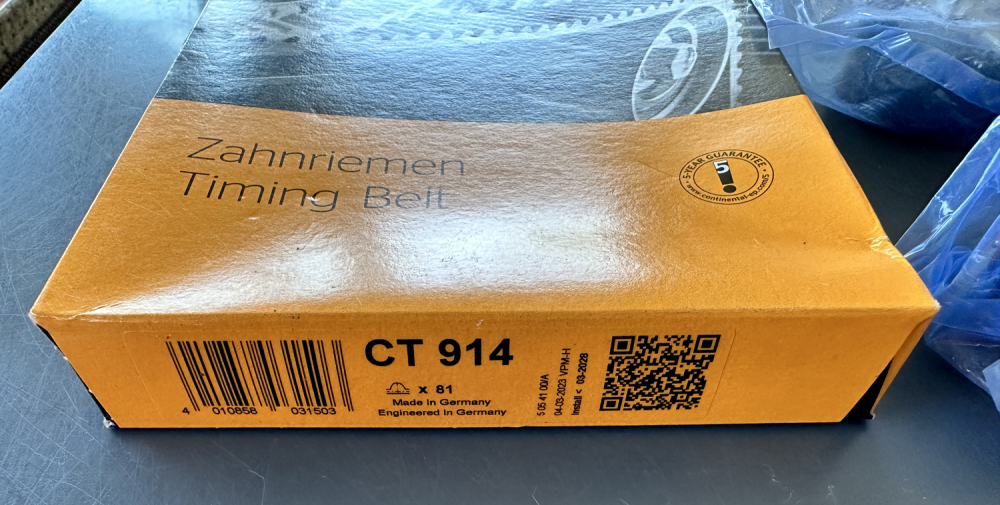 Zahnriemen
Timing Belt
5-YEAR GUARANTEE
5
www.continental-ep.com/5
CT 914
x 81
Made in Germany
Engineered in Germany
4 010858 031503
5 05 41 00/A
04-03-2023 VPM-H
Install < 03-2028